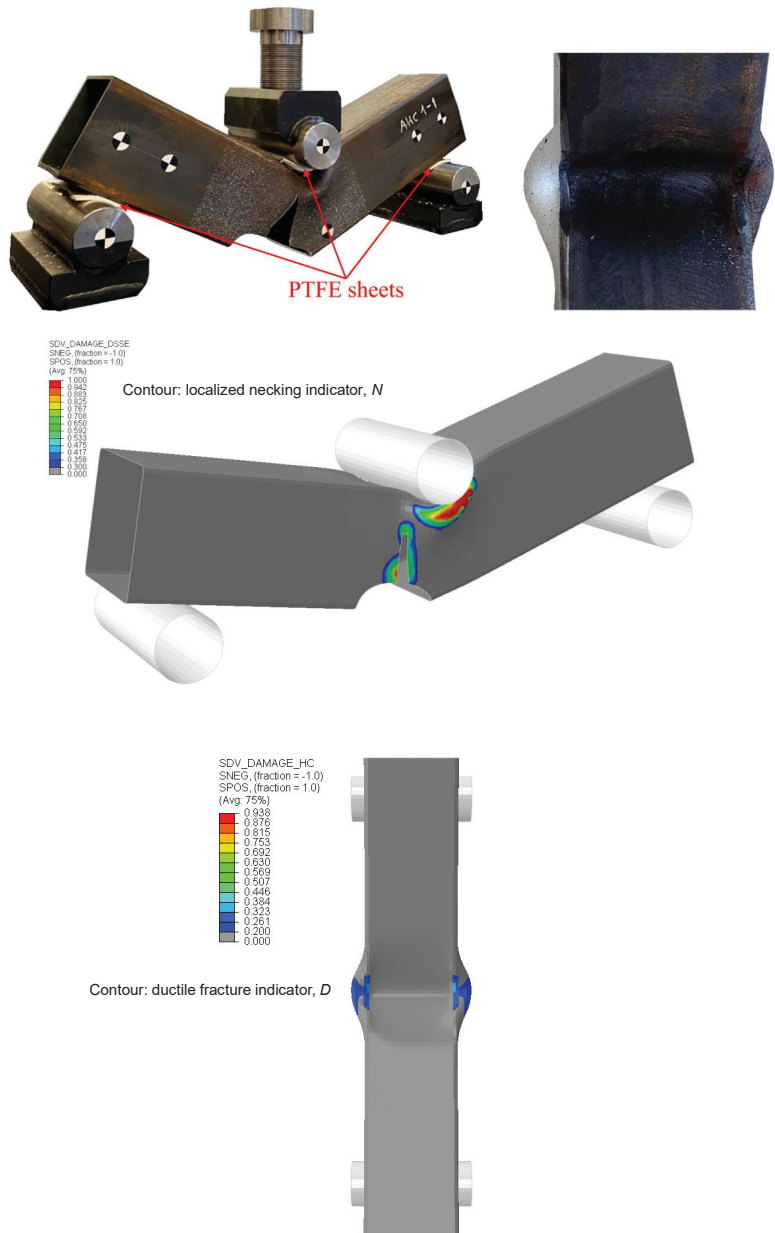 AHC 1-1
PTFE sheets
SDV_DAMAGE_DSSE
SNEG, (fraction = -1.0)
SPOS, (fraction = 1.0)
(Avg: 75%)
1.000
0.942
0.883
0.825
0.767
0.708
0.650
0.592
0.533
0.475
0.417
0.358
0.300
0.000
Contour: localized necking indicator, N
SDV_DAMAGE_HC
SNEG, (fraction = -1.0)
SPOS, (fraction = 1.0)
(Avg: 75%)
0.938
0.876
0.815
0.753
0.692
0.630
0.569
0.507
0.446
0.384
0.323
0.261
0.200
0.000
Contour: ductile fracture indicator, D